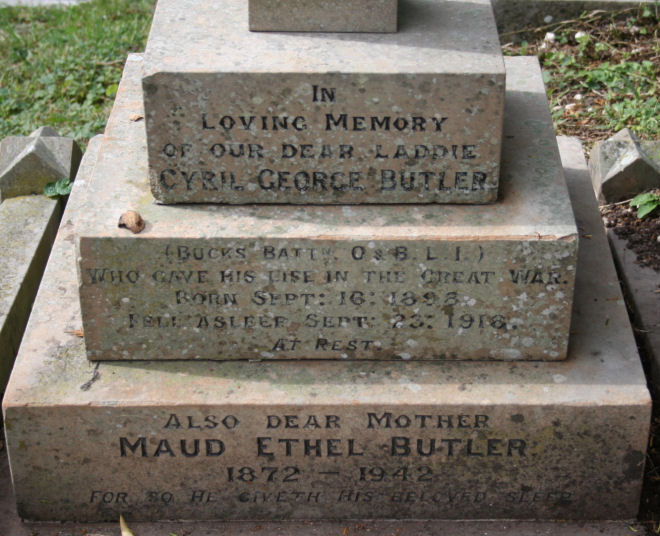 IN
LOVING MEMORY
OF OUR DEAR LADDIE
CYRIL GEORGE BUTLER.
(BUCKS BATTN. O & B. L. I.)
WHO GAVE HIS LIFE IN THE GREAT WAR.
BORN SEPT: 16: 1898.
FELL ASLEEP SEPT: 23: 1918.
AT REST.
ALSO DEAR MOTHER
MAUD ETHEL BUTLER.
1872 — 1942.
FOR SO HE GIVETH HIS BELOVED SLEEP